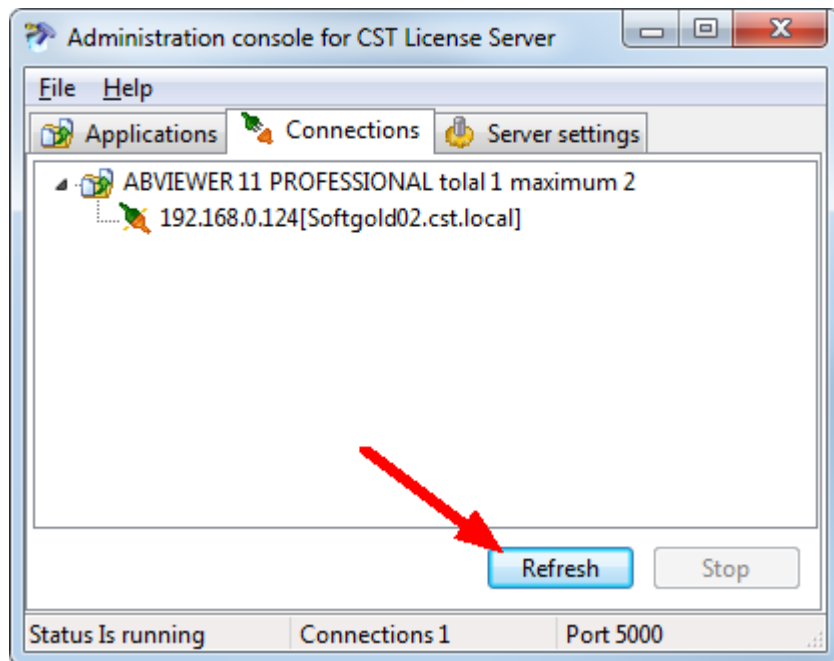 Administration console for CST License Server
File Help
Applications Connections Server settings
ABVIEWER 11 PROFESSIONAL tolal 1 maximum 2
192.168.0.124[Softgold02.cst.local]
Refresh Stop
Status Is running Connections 1 Port 5000